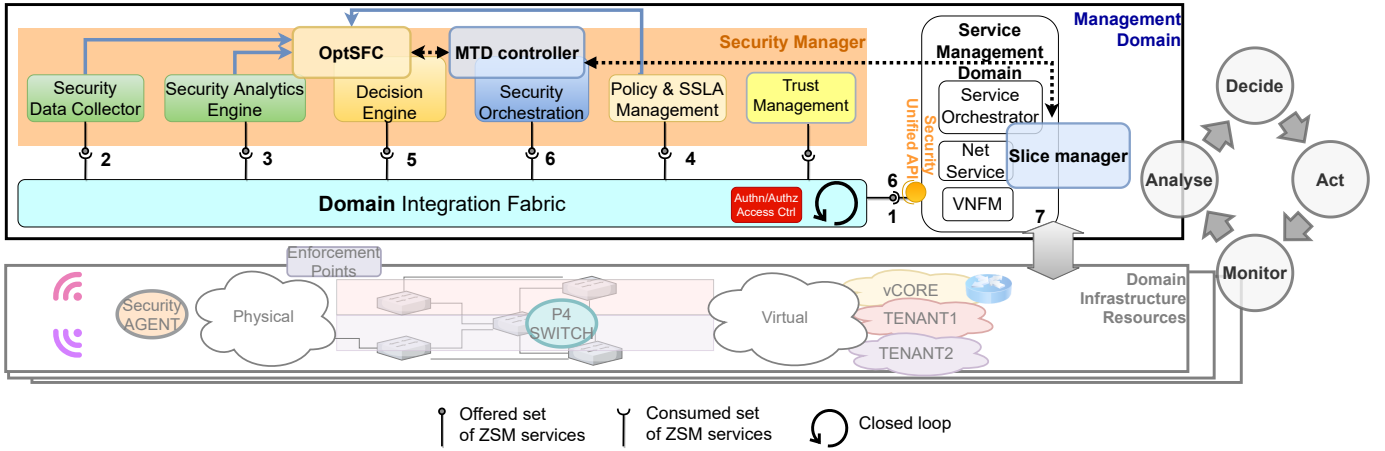 Management
Domain
Security Manager
OptSFC
MTD controller
Security
Data Collector
Security Analytics
Engine
Decision
Engine
Security
Orchestration
Policy & SSLA
Management
Trust
Management
2
3
5
6
4
Domain Integration Fabric
Authn/Authz
Access Ctrl
6
1
Security
Unified API
Service
Management
Domain
Service
Orchestrator
Net
Service
Slice manager
VNFM
7
Decide
Analyse
Act
Monitor
Enforcement
Points
Security
AGENT
Physical
P4
SWITCH
Virtual
vCORE
TENANT1
TENANT2
Domain
Infrastructure
Resources
Offered set
of ZSM services
Consumed set
of ZSM services
Closed loop